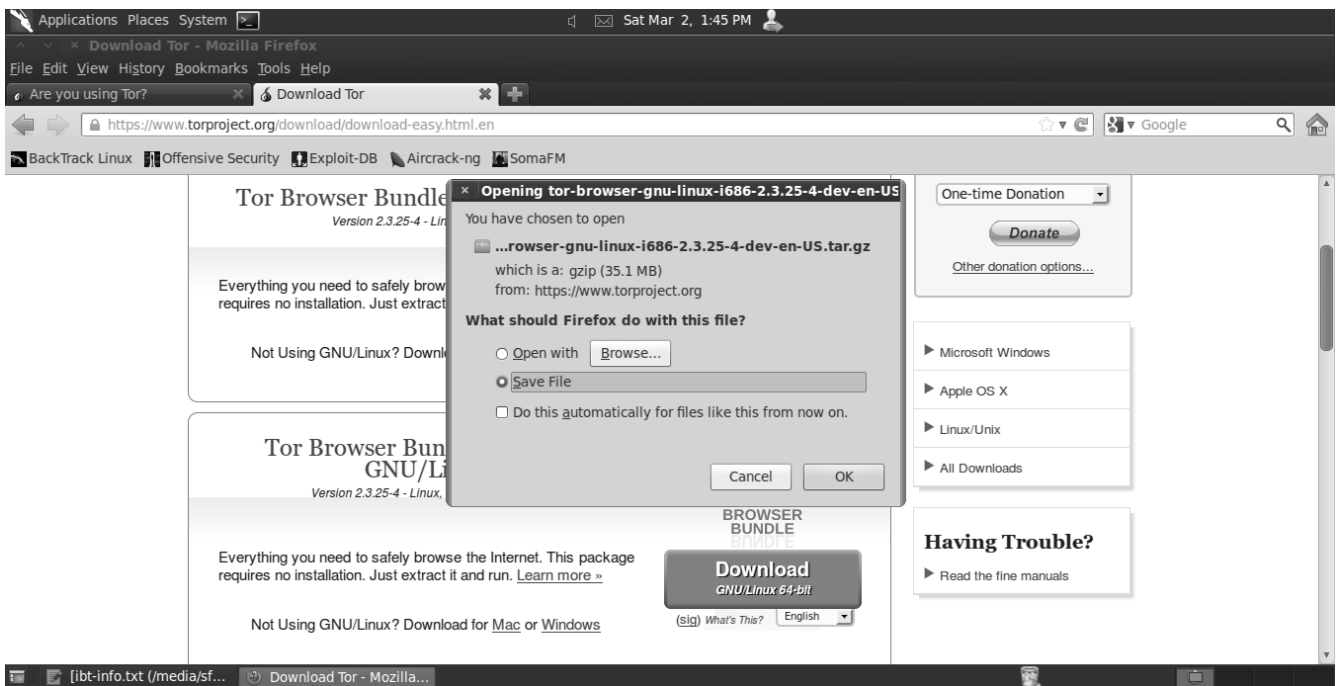 Applications Places System
Sat Mar 2, 1:45 PM
Download Tor - Mozilla Firefox
File Edit View History Bookmarks Tools Help
Are you using Tor?
Download Tor
https://www.torproject.org/download/download-easy.html.en
Google
BackTrack Linux Offensive Security Exploit-DB Aircrack-ng SomaFM
Tor Browser Bundle
Version 2.3.25-4 - Lin
Everything you need to safely brow
requires no installation. Just extract
Not Using GNU/Linux? Downl
Opening tor-browser-gnu-linux-i686-2.3.25-4-dev-en-US
You have chosen to open
...rowser-gnu-linux-i686-2.3.25-4-dev-en-US.tar.gz
which is a: gzip (35.1 MB)
from: https://www.torproject.org
What should Firefox do with this file?
Open with Browse...
Save File
Do this automatically for files like this from now on.
Cancel OK
One-time Donation
Donate
Other donation options...
Microsoft Windows
Apple OS X
Linux/Unix
All Downloads
Tor Browser Bun
GNU/Li
Version 2.3.25-4 - Linux,
BROWSER
BUNDLE
Everything you need to safely browse the Internet. This package
requires no installation. Just extract it and run. Learn more »
Download
GNU/Linux 64-bit
(sig) What's This? English
Not Using GNU/Linux? Download for Mac or Windows
Having Trouble?
Read the fine manuals
[ibt-info.txt (/media/sf...
Download Tor - Mozilla...